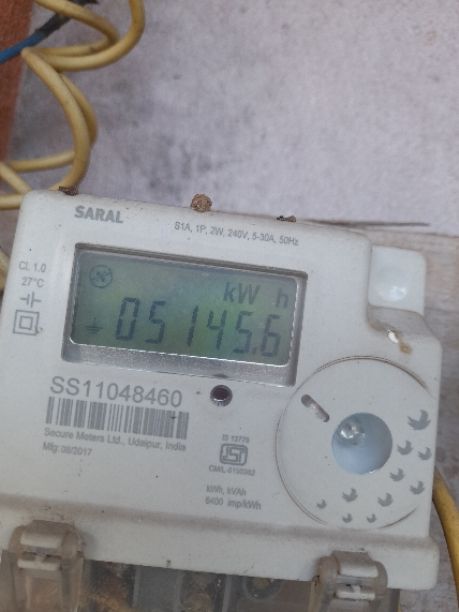 SARAL
S1A, 1P, 2W, 240V, 5-30A, 50Hz
Cl. 1.0
27°C
kW h
05145.6
SS11048460
Secure Meters Ltd., Udaipur, India
Mfg: 08/2017
IS 13779
kWh, kVAh
6400 imp/kWh